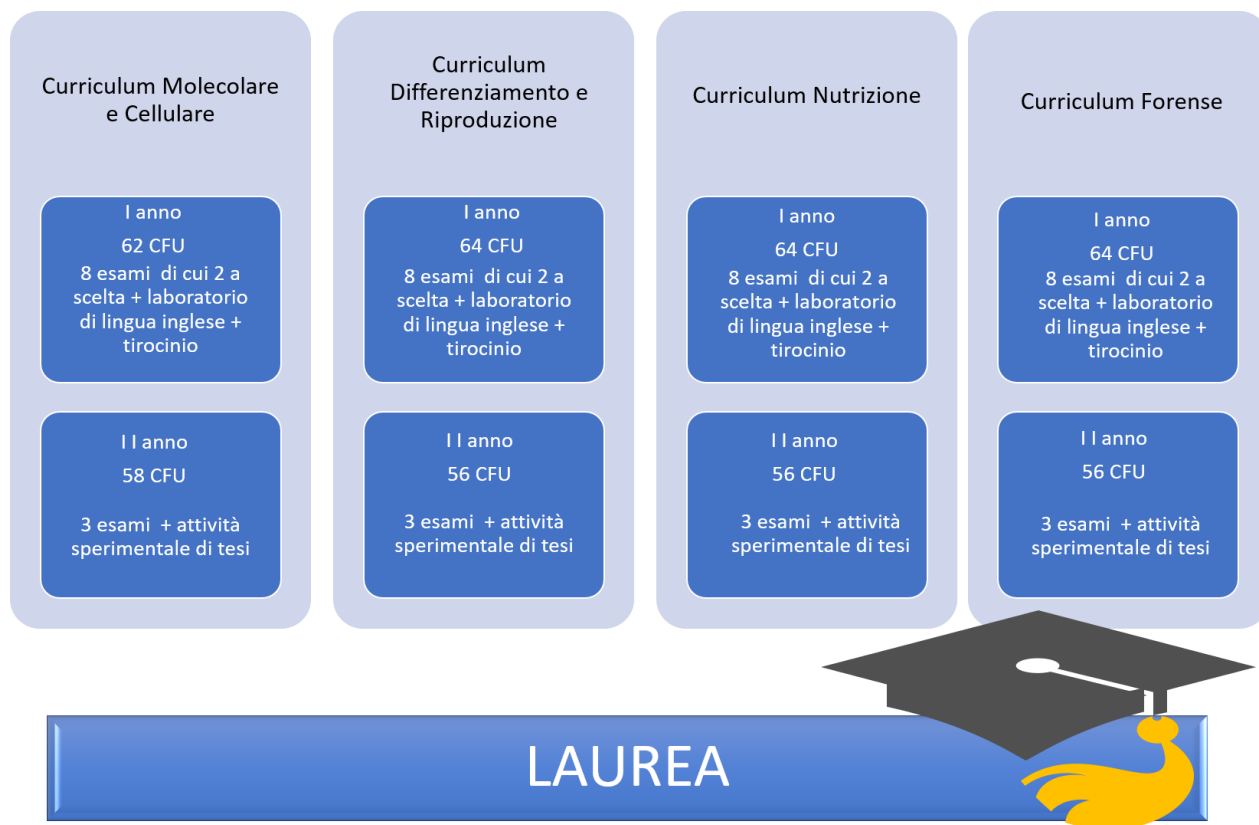 Curriculum Molecolare
e Cellulare
I anno
62 CFU
8 esami di cui 2 a
scelta + laboratorio
di lingua inglese +
tirocinio
I I anno
58 CFU
3 esami + attività
sperimentale di tesi
Curriculum
Differenziamento e
Riproduzione
I anno
64 CFU
8 esami di cui 2 a
scelta + laboratorio
di lingua inglese +
tirocinio
I I anno
56 CFU
3 esami + attività
sperimentale di tesi
Curriculum Nutrizione
I anno
64 CFU
8 esami di cui 2 a
scelta + laboratorio
di lingua inglese +
tirocinio
I I anno
56 CFU
3 esami + attività
sperimentale di tesi
Curriculum Forense
I anno
64 CFU
8 esami di cui 2 a
scelta + laboratorio
di lingua inglese +
tirocinio
I I anno
56 CFU
3 esami + attività
sperimentale di tesi
LAUREA